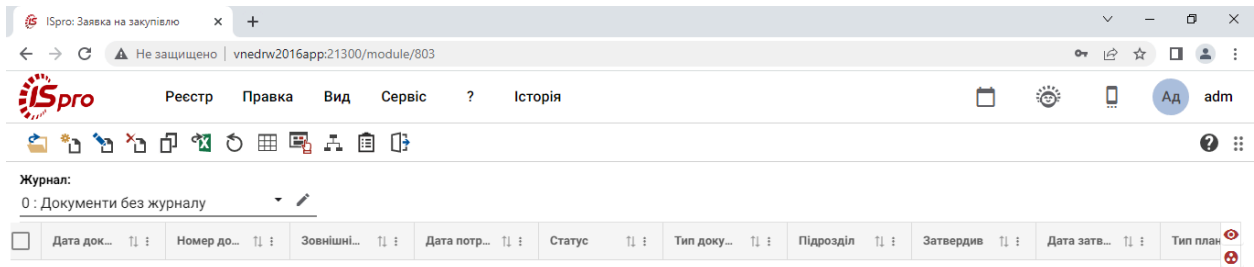 ISpro: Заявка на закупівлю
Не защищено | vnedrw2016app:21300/module/803
ISpro Реєстр Правка Вид Сервіс ? Історія Ад adm
Журнал:
0 : Документи без журналу
Дата док... Номер до... Зовнішні... Дата потр... Статус Тип доку... Підрозділ Затвердив Дата затв... Тип план